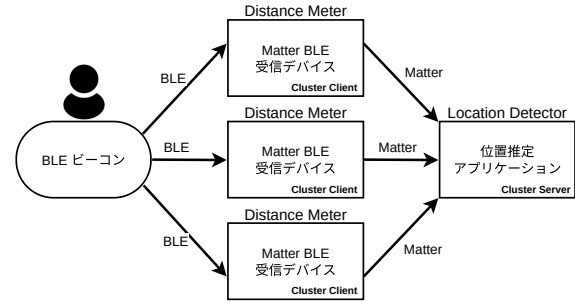 Distance Meter
Matter BLE
受信デバイス
Cluster Client
BLE
Matter
Distance Meter
Location Detector
BLE ビーコン
BLE
Matter BLE
受信デバイス
Cluster Client
Matter
位置推定
アプリケーション
Cluster Server
Distance Meter
BLE
Matter BLE
受信デバイス
Cluster Client
Matter